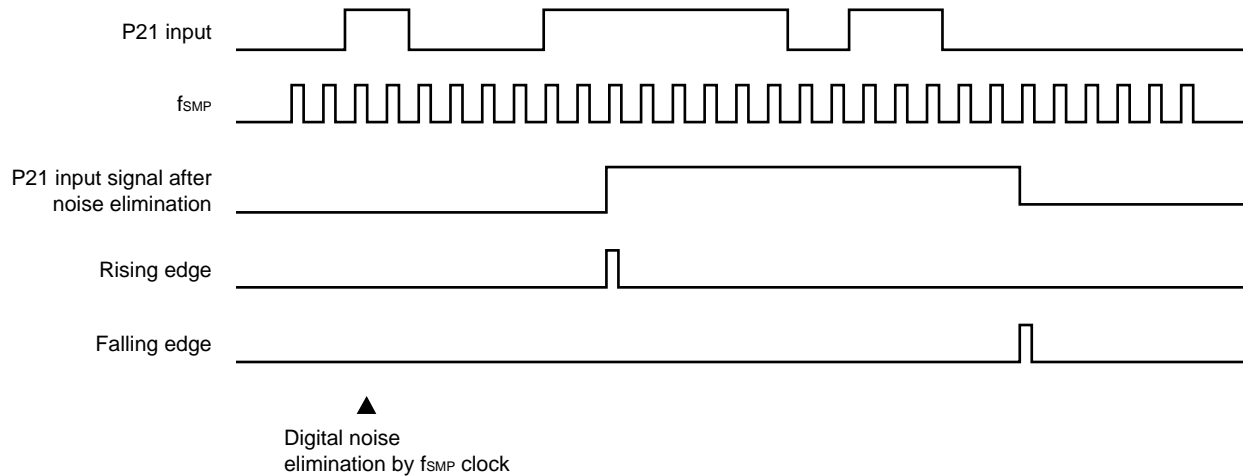 P21 input
fSMP
P21 input signal after
noise elimination
Rising edge
Falling edge
Digital noise
elimination by fSMP clock